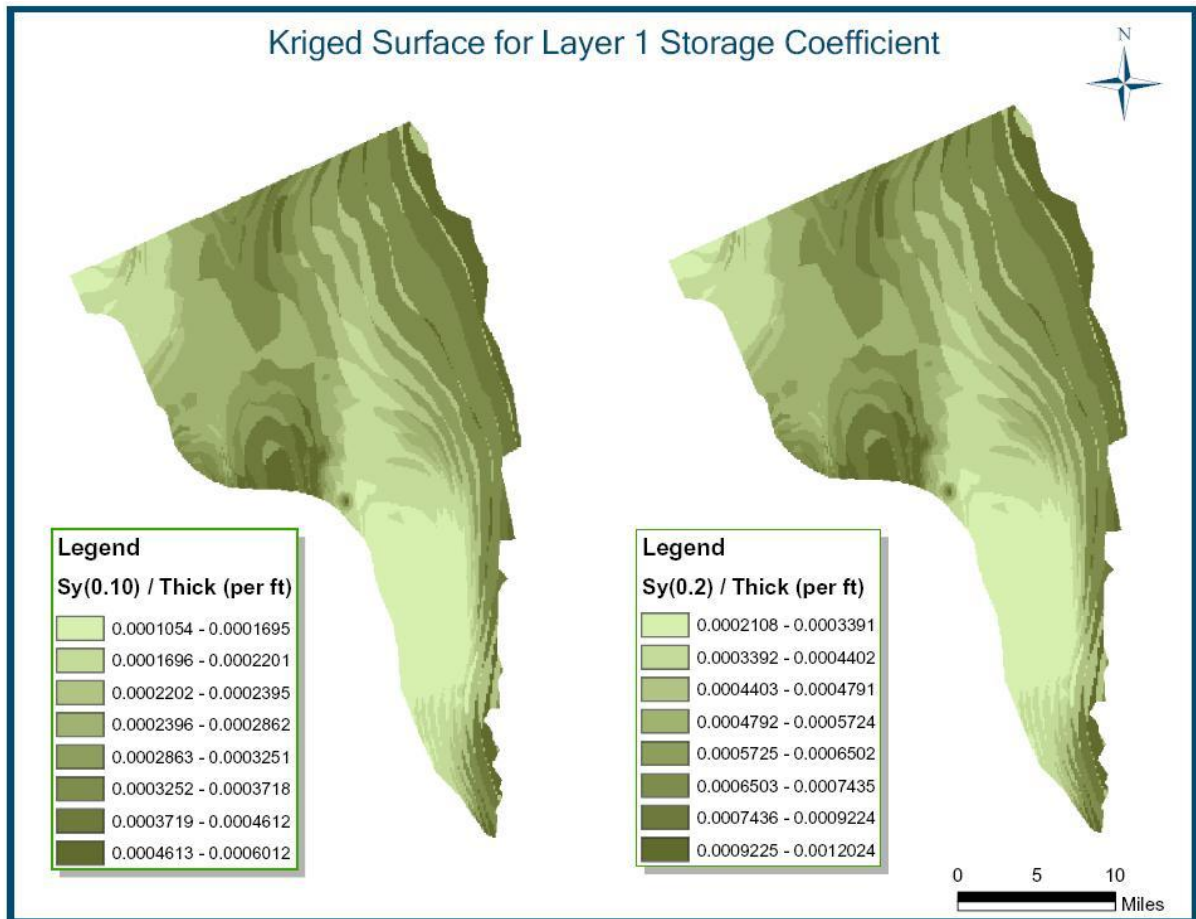 Kriged Surface for Layer 1 Storage Coefficient
N
Legend
Sy(0.10) / Thick (per ft)
0.0001054 - 0.0001695
0.0001696 - 0.0002201
0.0002202 - 0.0002395
0.0002396 - 0.0002862
0.0002863 - 0.0003251
0.0003252 - 0.0003718
0.0003719 - 0.0004612
0.0004613 - 0.0006012
Legend
Sy(0.2) / Thick (per ft)
0.0002108 - 0.0003391
0.0003392 - 0.0004402
0.0004403 - 0.0004791
0.0004792 - 0.0005724
0.0005725 - 0.0006502
0.0006503 - 0.0007435
0.0007436 - 0.0009224
0.0009225 - 0.0012024
0 5 10
Miles